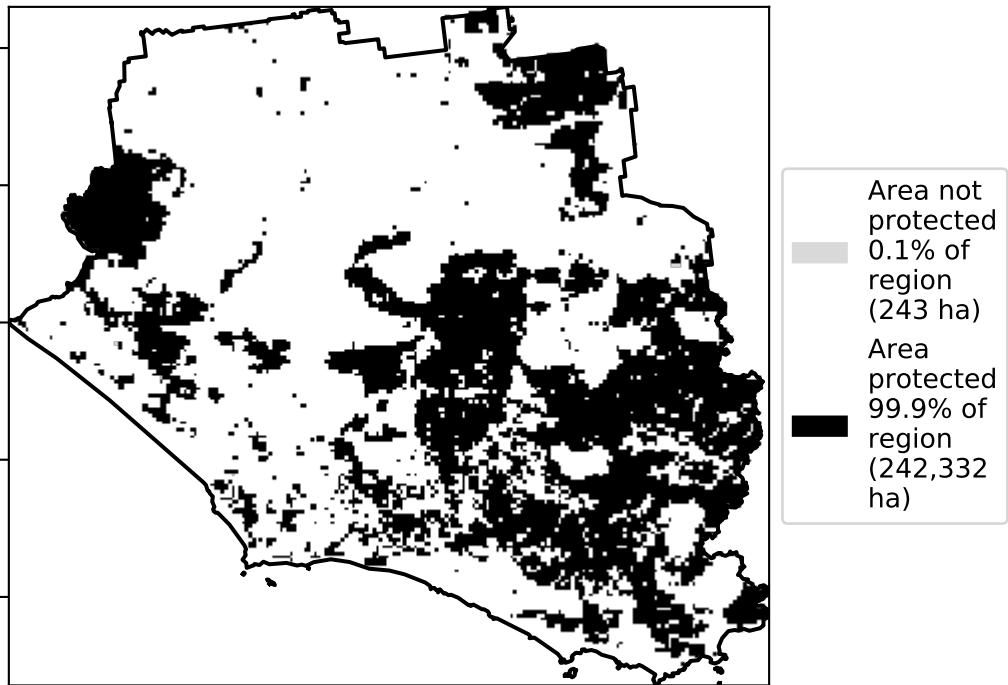 Area not
protected
0.1% of
region
(243 ha)
Area
protected
99.9% of
region
(242,332
ha)